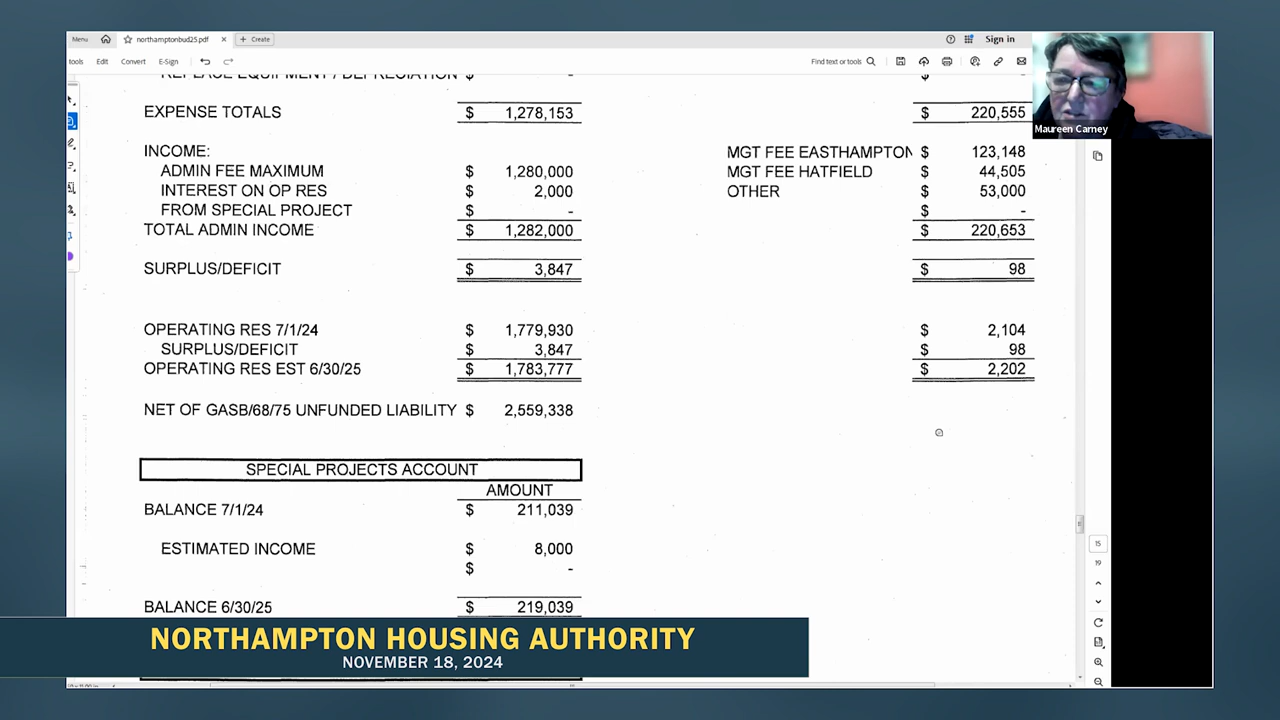 Menu northamptonbud25.pdf × + Create Sign in
tools Edit Convert E-Sign Find text or tools
REPLACE EQUIPMENT / DEPRECIATION $ - $ -
EXPENSE TOTALS $ 1,278,153 $ 220,555
Maureen Carney
INCOME: MGT FEE EASTHAMPTON $ 123,148
ADMIN FEE MAXIMUM $ 1,280,000 MGT FEE HATFIELD $ 44,505
INTEREST ON OP RES $ 2,000 OTHER $ 53,000
FROM SPECIAL PROJECT $ - $ -
TOTAL ADMIN INCOME $ 1,282,000 $ 220,653
SURPLUS/DEFICIT $ 3,847 $ 98
OPERATING RES 7/1/24 $ 1,779,930 $ 2,104
SURPLUS/DEFICIT $ 3,847 $ 98
OPERATING RES EST 6/30/25 $ 1,783,777 $ 2,202
NET OF GASB/68/75 UNFUNDED LIABILITY $ 2,559,338
SPECIAL PROJECTS ACCOUNT
AMOUNT
BALANCE 7/1/24 $ 211,039
15
ESTIMATED INCOME $ 8,000
19
$ -
BALANCE 6/30/25 $ 219,039
NORTHAMPTON HOUSING AUTHORITY
NOVEMBER 18, 2024